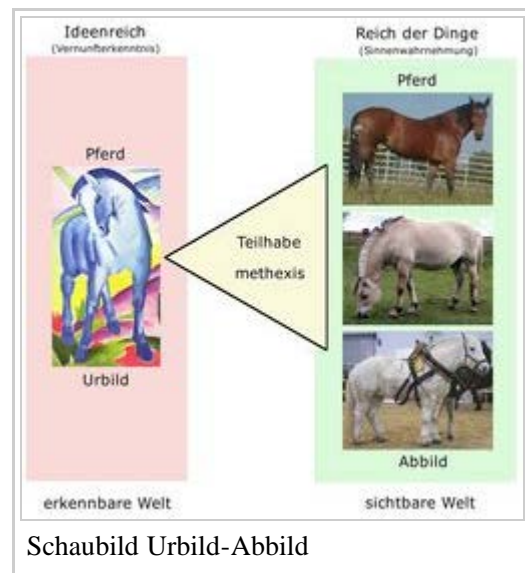 Ideenreich
(Vernunfterkenntnis)
Pferd
Urbild
erkennbare Welt
Teilhabe
methexis
Reich der Dinge
(Sinnenwahrnehmung)
Pferd
Abbild
sichtbare Welt
Schaubild Urbild-Abbild